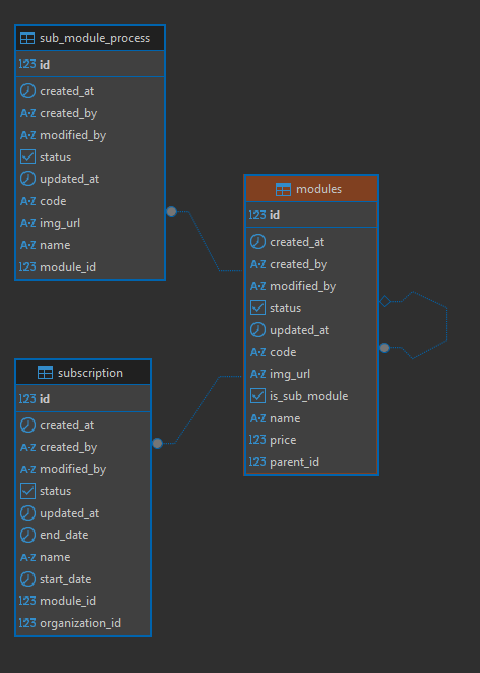 sub_module_process
123 id
created_at
A-Z created_by
A-Z modified_by
status
updated_at
A-Z code
A-Z img_url
A-Z name
123 module_id
modules
123 id
created_at
A-Z created_by
A-Z modified_by
status
updated_at
A-Z code
A-Z img_url
is_sub_module
A-Z name
123 price
123 parent_id
subscription
123 id
created_at
A-Z created_by
A-Z modified_by
status
updated_at
end_date
A-Z name
start_date
123 module_id
123 organization_id